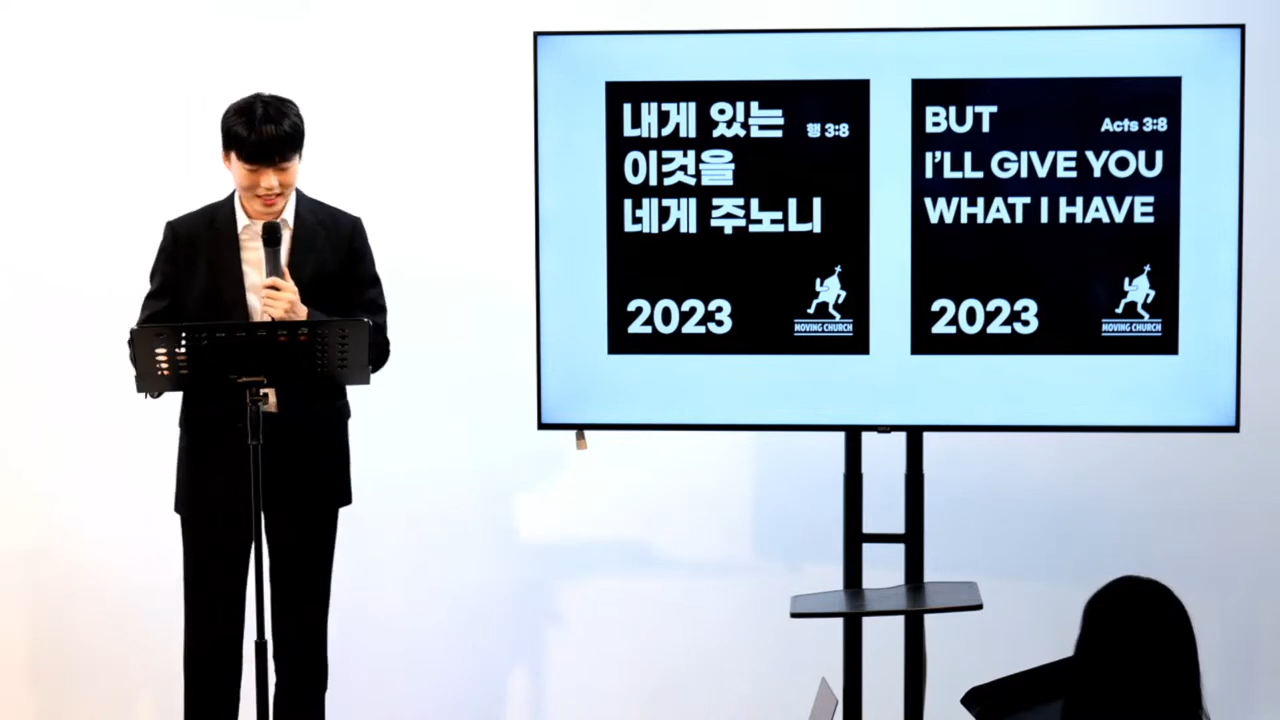 내게 있는 행 3:8
이것을
네게 주노니
2023
MOVING CHURCH
BUT Acts 3:8
I'LL GIVE YOU
WHAT I HAVE
2023
MOVING CHURCH